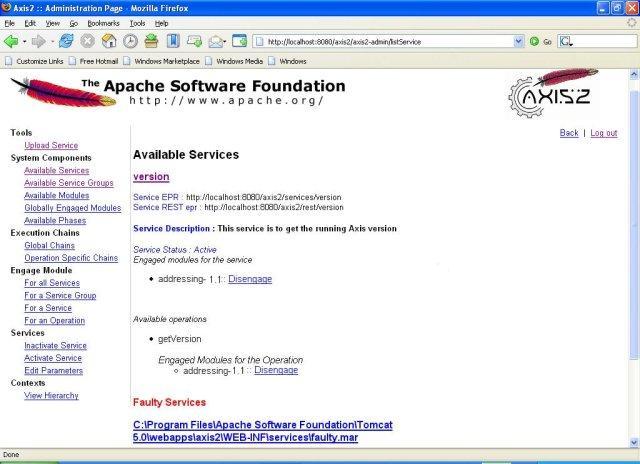 Axis2 :: Administration Page - Mozilla Firefox
File Edit View Go Bookmarks Tools Help
http://localhost:8080/axis2/axis2-admin/listService
Go
Customize Links Free Hotmail Windows Marketplace Windows Media Windows
The Apache Software Foundation
http://www.apache.org/
AXIS2
Back | Log out
Tools
Upload Service
System Components
Available Services
Available Service Groups
Available Modules
Globally Engaged Modules
Available Phases
Execution Chains
Global Chains
Operation Specific Chains
Engage Module
For all Services
For a Service Group
For a Service
For an Operation
Services
Inactivate Service
Activate Service
Edit Parameters
Contexts
View Hierarchy
Available Services
version
Service EPR : http://localhost:8080/axis2/services/version
Service REST epr : http://localhost:8080/axis2/rest/version
Service Description : This service is to get the running Axis version
Service Status : Active
Engaged modules for the service
addressing-1.1:: Disengage
Available operations
getVersion
Engaged Modules for the Operation
addressing-1.1 :: Disengage
Faulty Services
C:\Program Files\Apache Software Foundation\Tomcat
5.0\webapps\axis2\WEB-INF\services\faulty.mar
Done